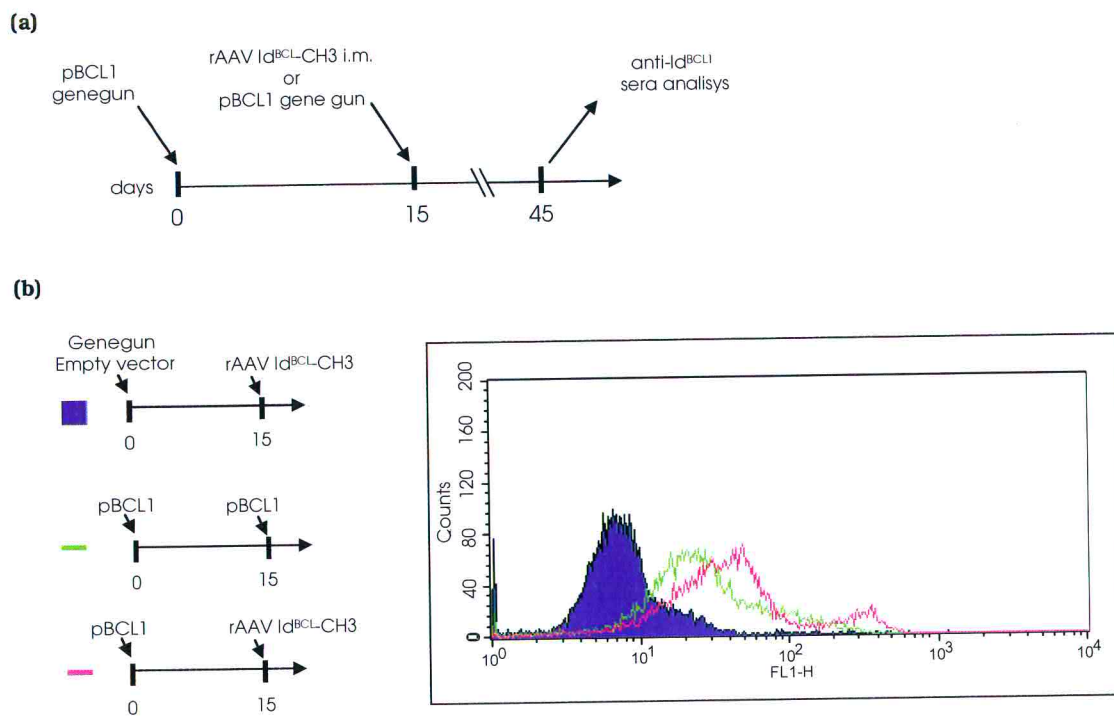 (a)
pBCL1
genegun
rAAV Id^BCL-CH3 i.m.
or
pBCL1 gene gun
anti-Id^BCL1
sera analisys
days
0
15
45
(b)
Genegun
Empty vector
rAAV Id^BCL-CH3
0
15
pBCL1
pBCL1
0
15
pBCL1
rAAV Id^BCL-CH3
0
15
Counts
200
160
120
80
40
0
10^0
10^1
10^2
10^3
10^4
FL1-H